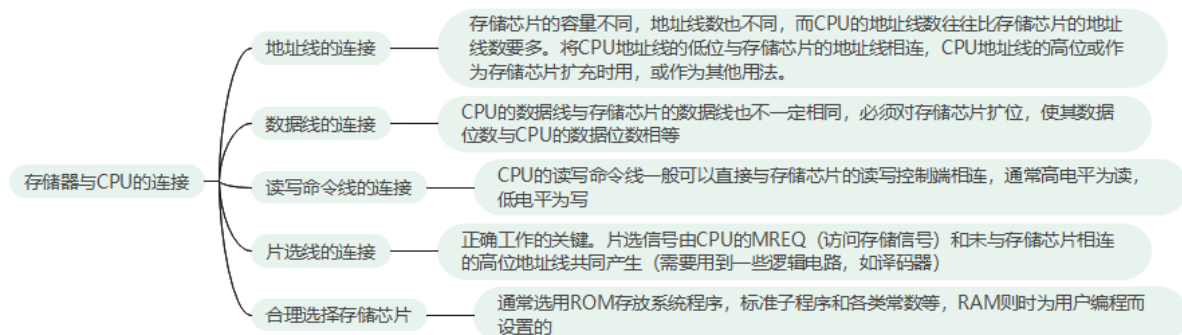 存储器与CPU的连接
地址线的连接
存储芯片的容量不同，地址线数也不同，而CPU的地址线数往往比存储芯片的地址
线数要多。将CPU地址线的低位与存储芯片的地址线相连，CPU地址线的高位或作
为存储芯片扩充时用，或作为其他用法。
数据线的连接
CPU的数据线与存储芯片的数据线也不一定相同，必须对存储芯片扩位，使其数据
位数与CPU的数据位数相等
读写命令线的连接
CPU的读写命令线一般可以直接与存储芯片的读写控制端相连，通常高电平为读，
低电平为写
片选线的连接
正确工作的关键。片选信号由CPU的MREQ（访问存储信号）和未与存储芯片相连
的高位地址线共同产生（需要用到一些逻辑电路，如译码器）
合理选择存储芯片
通常选用ROM存放系统程序，标准子程序和各类常数等，RAM则时为用户编程而
设置的